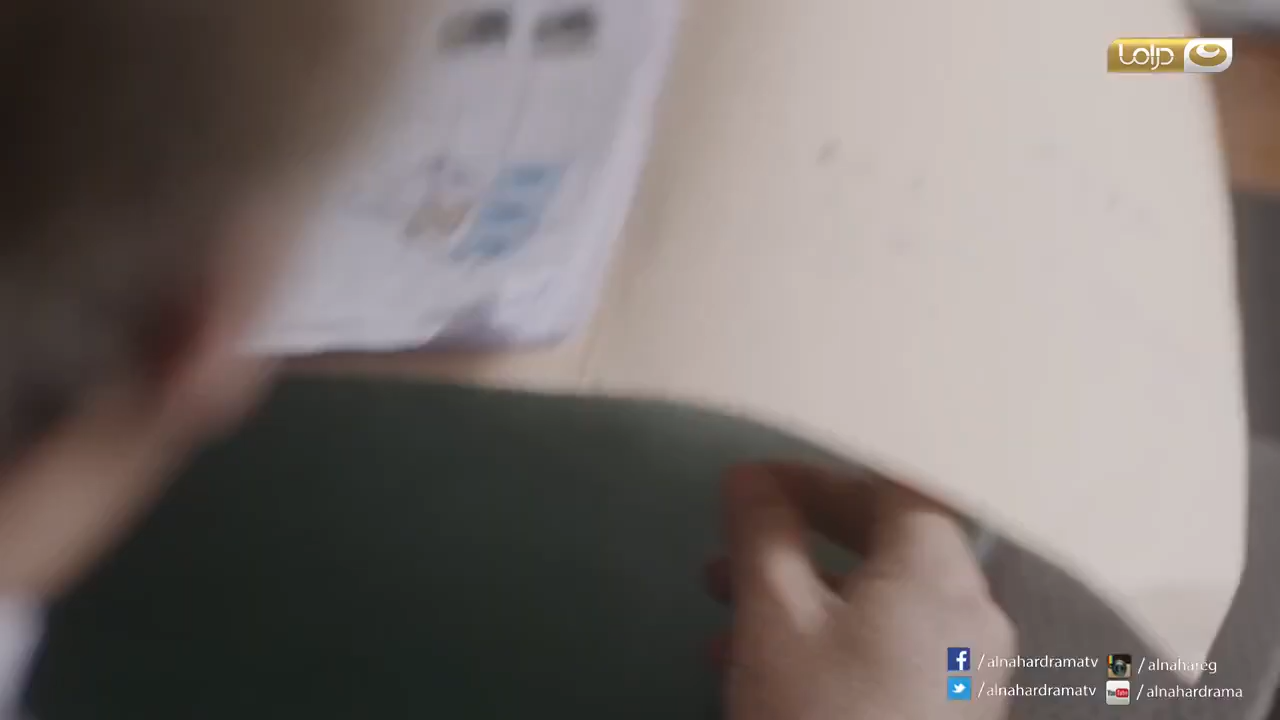 دراما
/alnahardramatv
/alnahareg
/alnahardramatv
/alnahardrama